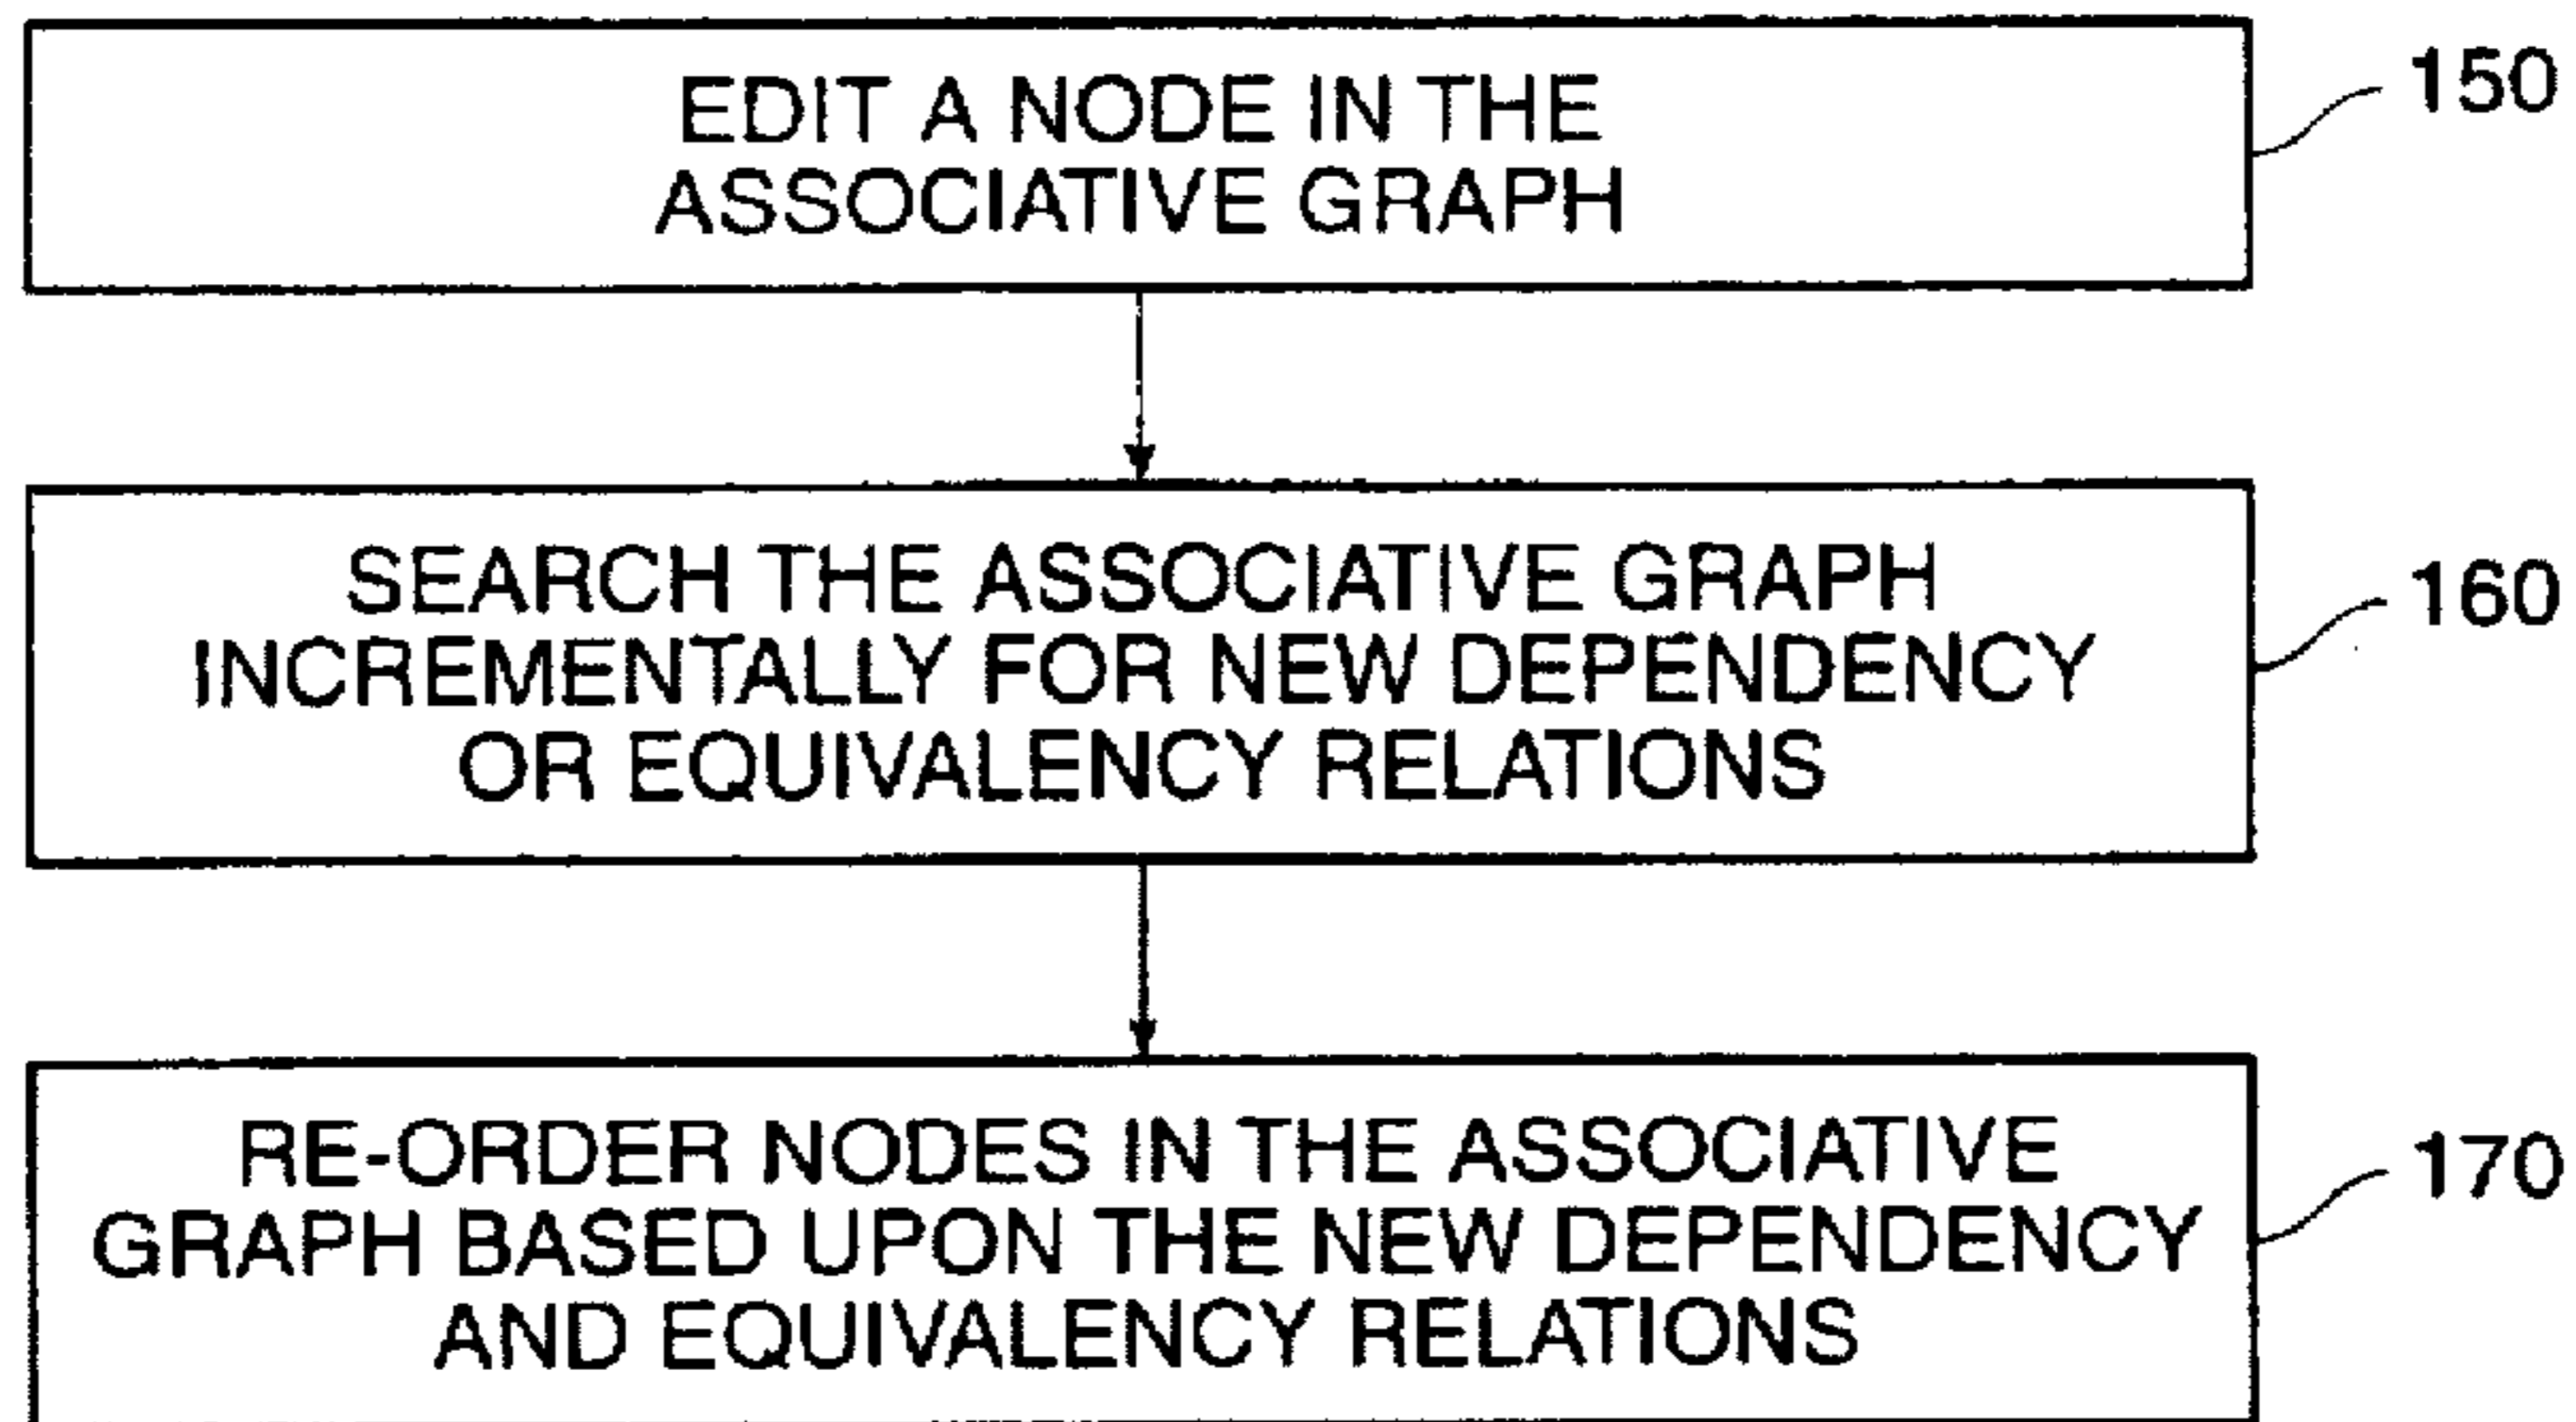 EDIT A NODE IN THE
ASSOCIATIVE GRAPH
150
SEARCH THE ASSOCIATIVE GRAPH
INCREMENTALLY FOR NEW DEPENDENCY
OR EQUIVALENCY RELATIONS
160
RE-ORDER NODES IN THE ASSOCIATIVE
GRAPH BASED UPON THE NEW DEPENDENCY
AND EQUIVALENCY RELATIONS
170